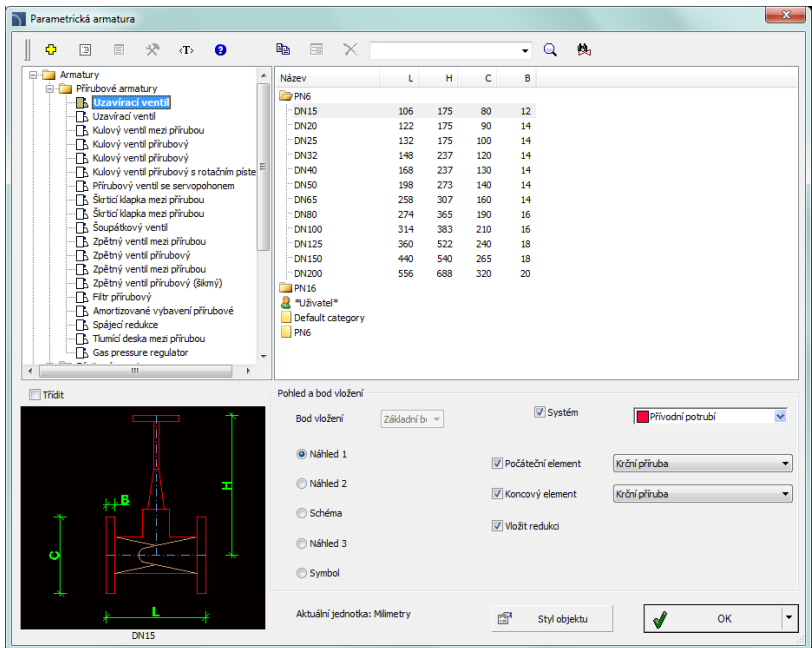 Parametrická armatura
‹T›
Armatury
Přírubové armatury
Uzavírací ventil
Uzavírací ventil
Kulový ventil mezi přírubou
Kulový ventil přírubový
Kulový ventil přírubový
Kulový ventil přírubový s rotačním píste
Přírubový ventil se servopohonem
Škrticí klapka mezi přírubou
Škrticí klapka mezi přírubou
Šoupátkový ventil
Zpětný ventil mezi přírubou
Zpětný ventil přírubový
Zpětný ventil mezi přírubou
Zpětný ventil přírubový (šikmý)
Filtr přírubový
Amortizované vybavení přírubové
Spájecí redukce
Tlumící deska mezi přírubou
Gas pressure regulator
Název L H C B
PN6
DN15 106 175 80 12
DN20 122 175 90 14
DN25 132 175 100 14
DN32 148 237 120 14
DN40 168 237 130 14
DN50 198 273 140 14
DN65 258 307 160 14
DN80 274 365 190 16
DN100 314 383 210 16
DN125 360 522 240 18
DN150 440 540 265 18
DN200 556 688 320 20
PN16
*Uživatel*
Default category
PN6
Třídit
H
B
C
L
DN15
Pohled a bod vložení
Bod vložení Základní b
Systém Přívodní potrubí
Náhled 1
Počáteční element Krční příruba
Náhled 2
Koncový element Krční příruba
Schéma
Vložit redukci
Náhled 3
Symbol
Aktuální jednotka: Milimetry
Styl objektu
OK